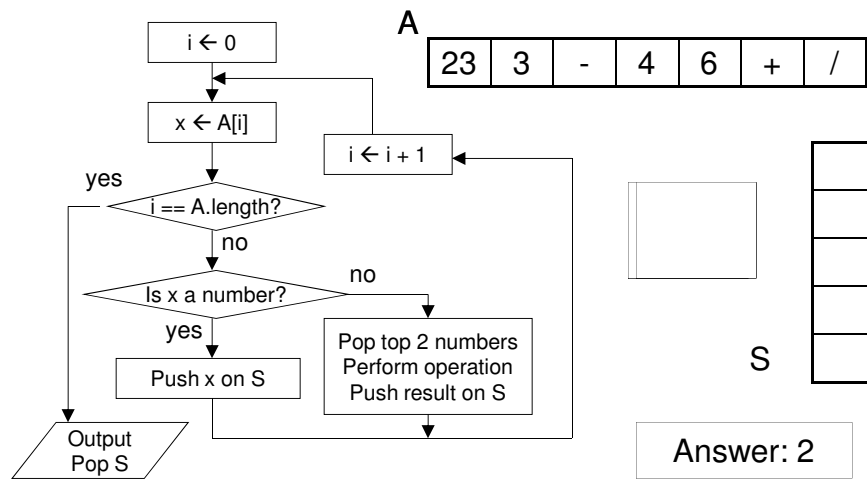 i ← 0
A
23 3 - 4 6 + /
x ← A[i]
i ← i + 1
yes
i == A.length?
no
Is x a number?
no
yes
Push x on S
Pop top 2 numbers
Perform operation
Push result on S
S
Output
Pop S
Answer: 2